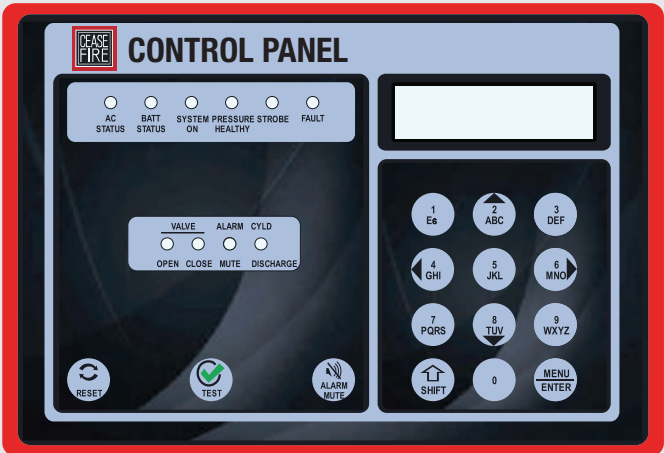 CEASE
FIRE
CONTROL PANEL
AC
STATUS
BATT
STATUS
SYSTEM
ON
PRESSURE
HEALTHY
STROBE
FAULT
VALVE
ALARM
CYLD
OPEN
CLOSE
MUTE
DISCHARGE
RESET
TEST
ALARM
MUTE
1
Es
2
ABC
3
DEF
4
GHI
5
JKL
6
MNO
7
PQRS
8
TUV
9
WXYZ
SHIFT
0
MENU
ENTER